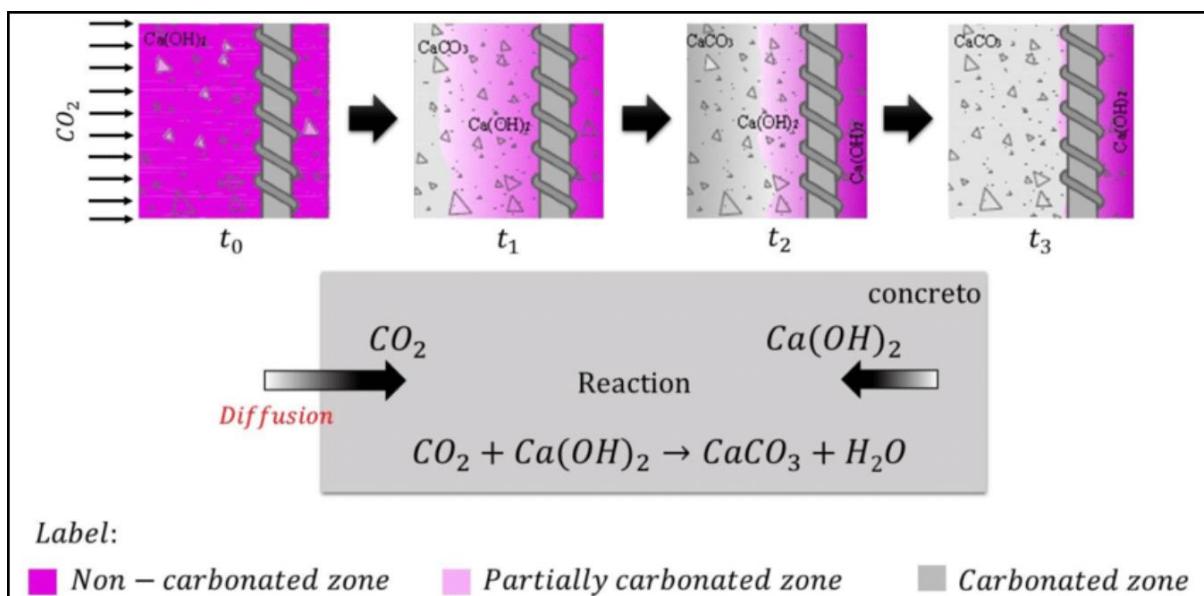 CO₂
Ca(OH)₂
CaCO₃
Ca(OH)₂
CaCO₃
Ca(OH)₂
Ca(OH)₂
CaCO₃
Ca(OH)₂
t₀
t₁
t₂
t₃
concreto
CO₂
Ca(OH)₂
Reaction
Diffusion
CO₂ + Ca(OH)₂ → CaCO₃ + H₂O
Label:
Non − carbonated zone
Partially carbonated zone
Carbonated zone